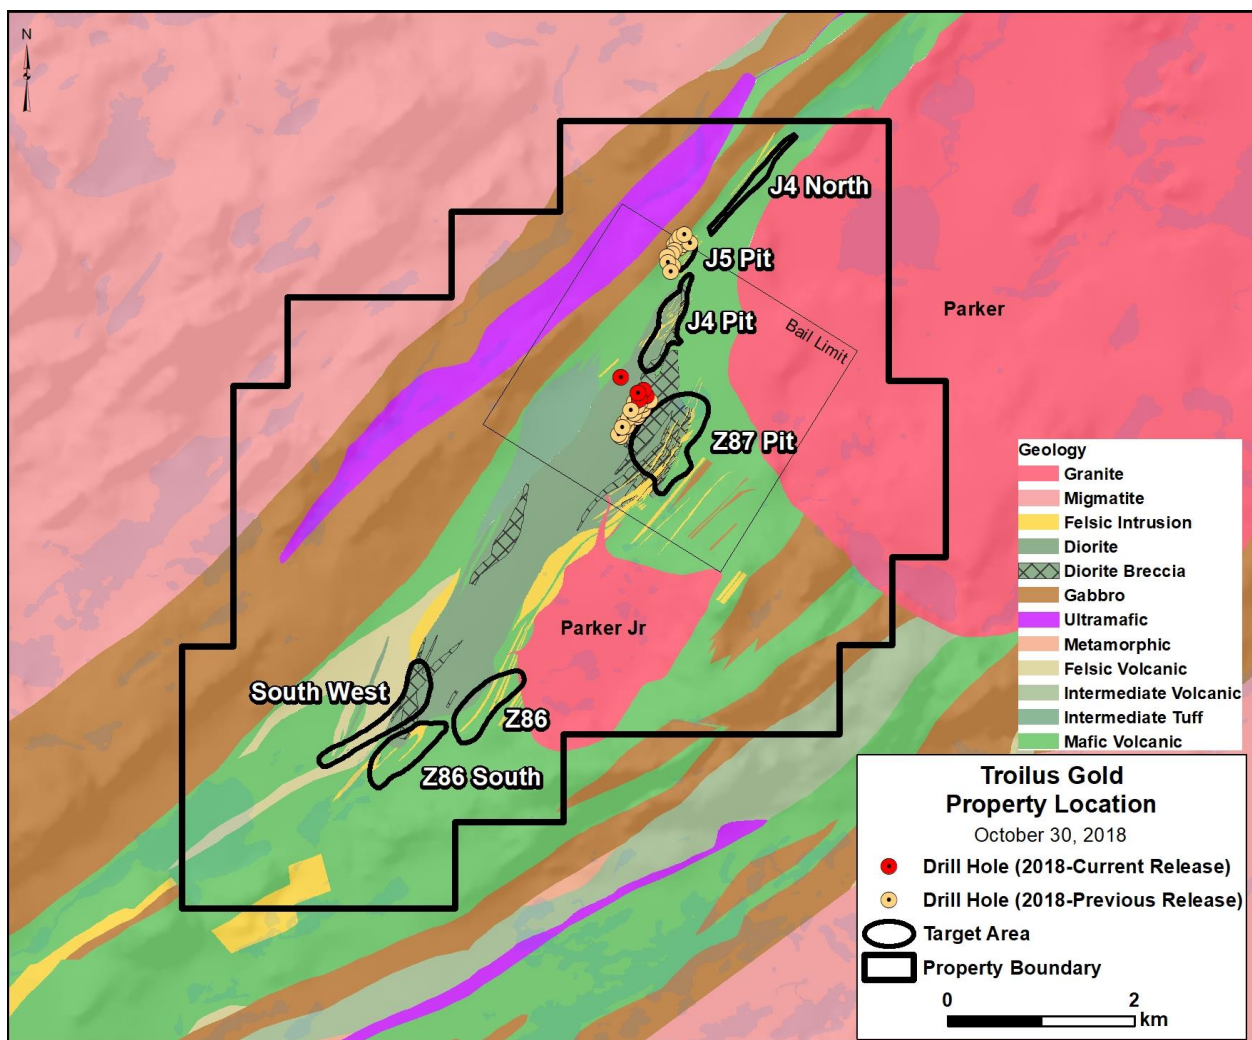 N
J4 North
J5 Pit
Parker
J4 Pit
Bail Limit
Z87 Pit
Parker Jr
South West
Z86
Z86 South
Geology
Granite
Migmatite
Felsic Intrusion
Diorite
Diorite Breccia
Gabbro
Ultramafic
Metamorphic
Felsic Volcanic
Intermediate Volcanic
Intermediate Tuff
Mafic Volcanic
Troilus Gold
Property Location
October 30, 2018
Drill Hole (2018-Current Release)
Drill Hole (2018-Previous Release)
Target Area
Property Boundary
0 2
km